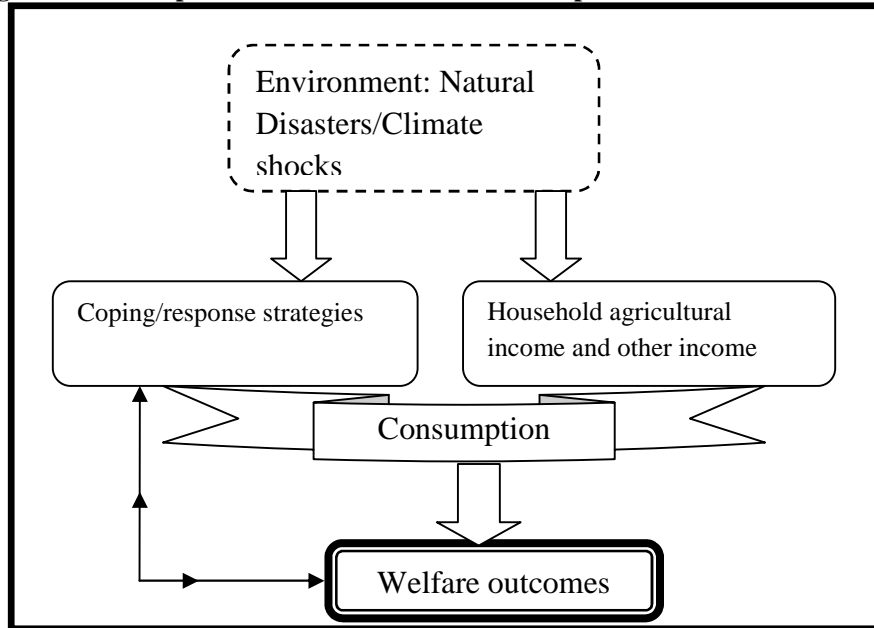 Environment: Natural
Disasters/Climate
shocks
Coping/response strategies
Household agricultural
income and other income
Consumption
Welfare outcomes